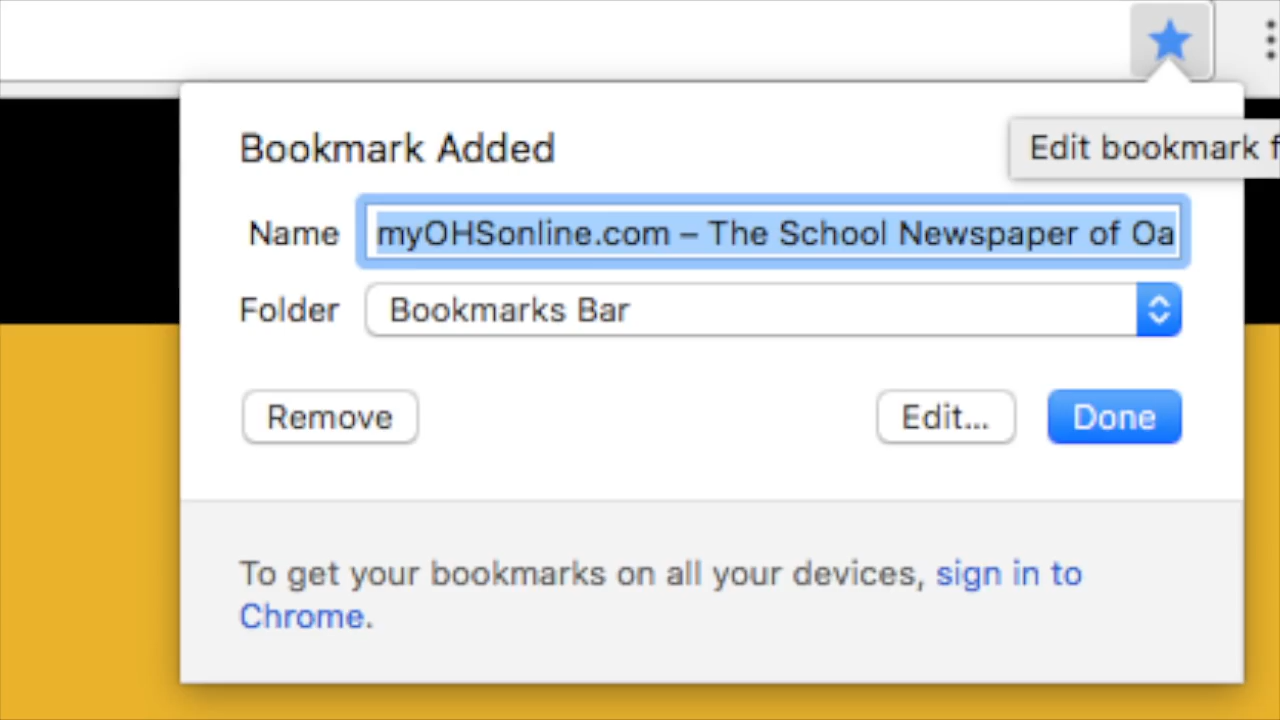 Bookmark Added
Edit bookmark f
Name myOHSonline.com – The School Newspaper of Oa
Folder Bookmarks Bar
Remove Edit... Done
To get your bookmarks on all your devices, sign in to
Chrome.